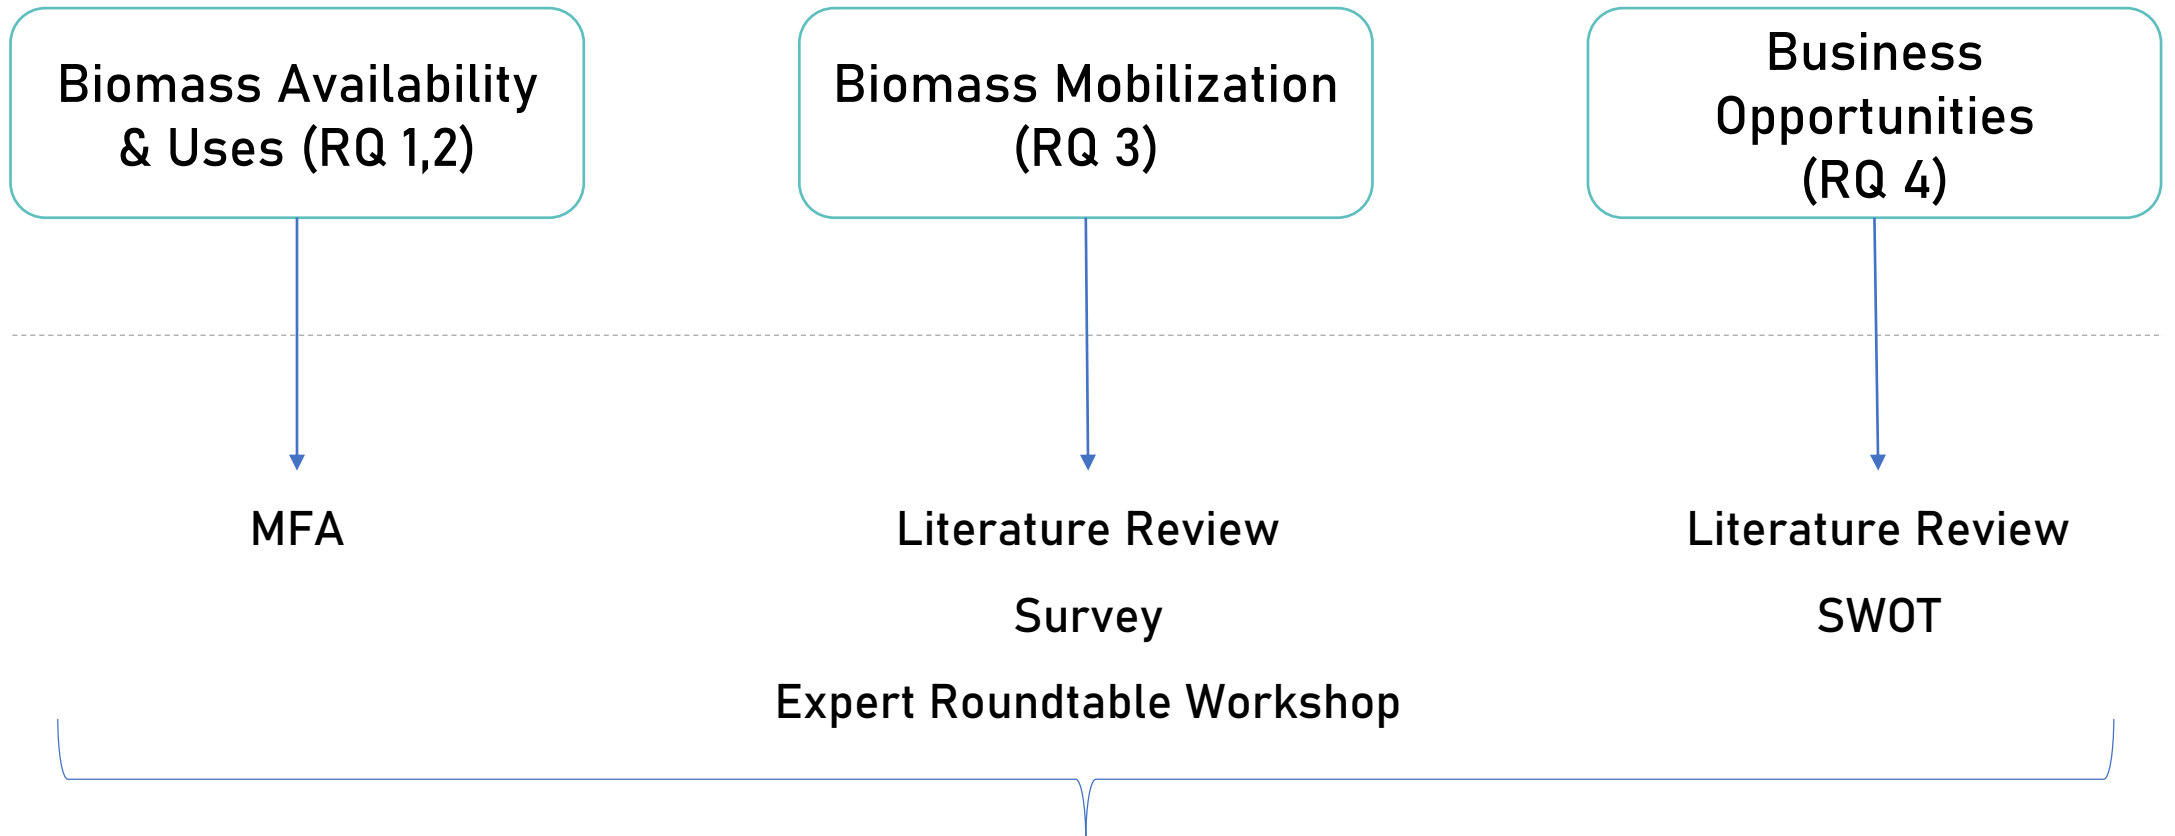 Biomass Availability
& Uses (RQ 1,2)
Biomass Mobilization
(RQ 3)
Business
Opportunities
(RQ 4)
MFA
Literature Review
Survey
Expert Roundtable Workshop
Literature Review
SWOT